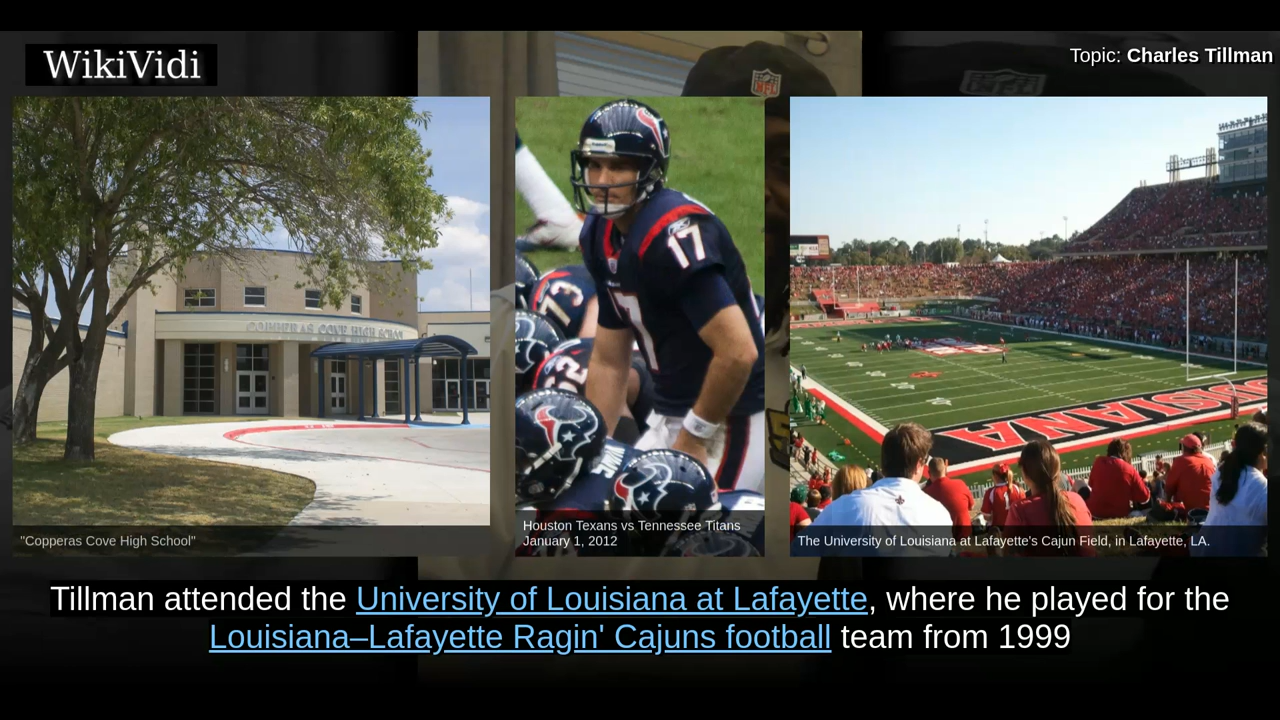 WikiVidi
Topic: Charles Tillman
COPPERAS COVE HIGH SCHOOL
17
73
62
"Copperas Cove High School"
Houston Texans vs Tennessee Titans
January 1, 2012
The University of Louisiana at Lafayette's Cajun Field, in Lafayette, LA.
Tillman attended the University of Louisiana at Lafayette, where he played for the
Louisiana–Lafayette Ragin' Cajuns football team from 1999